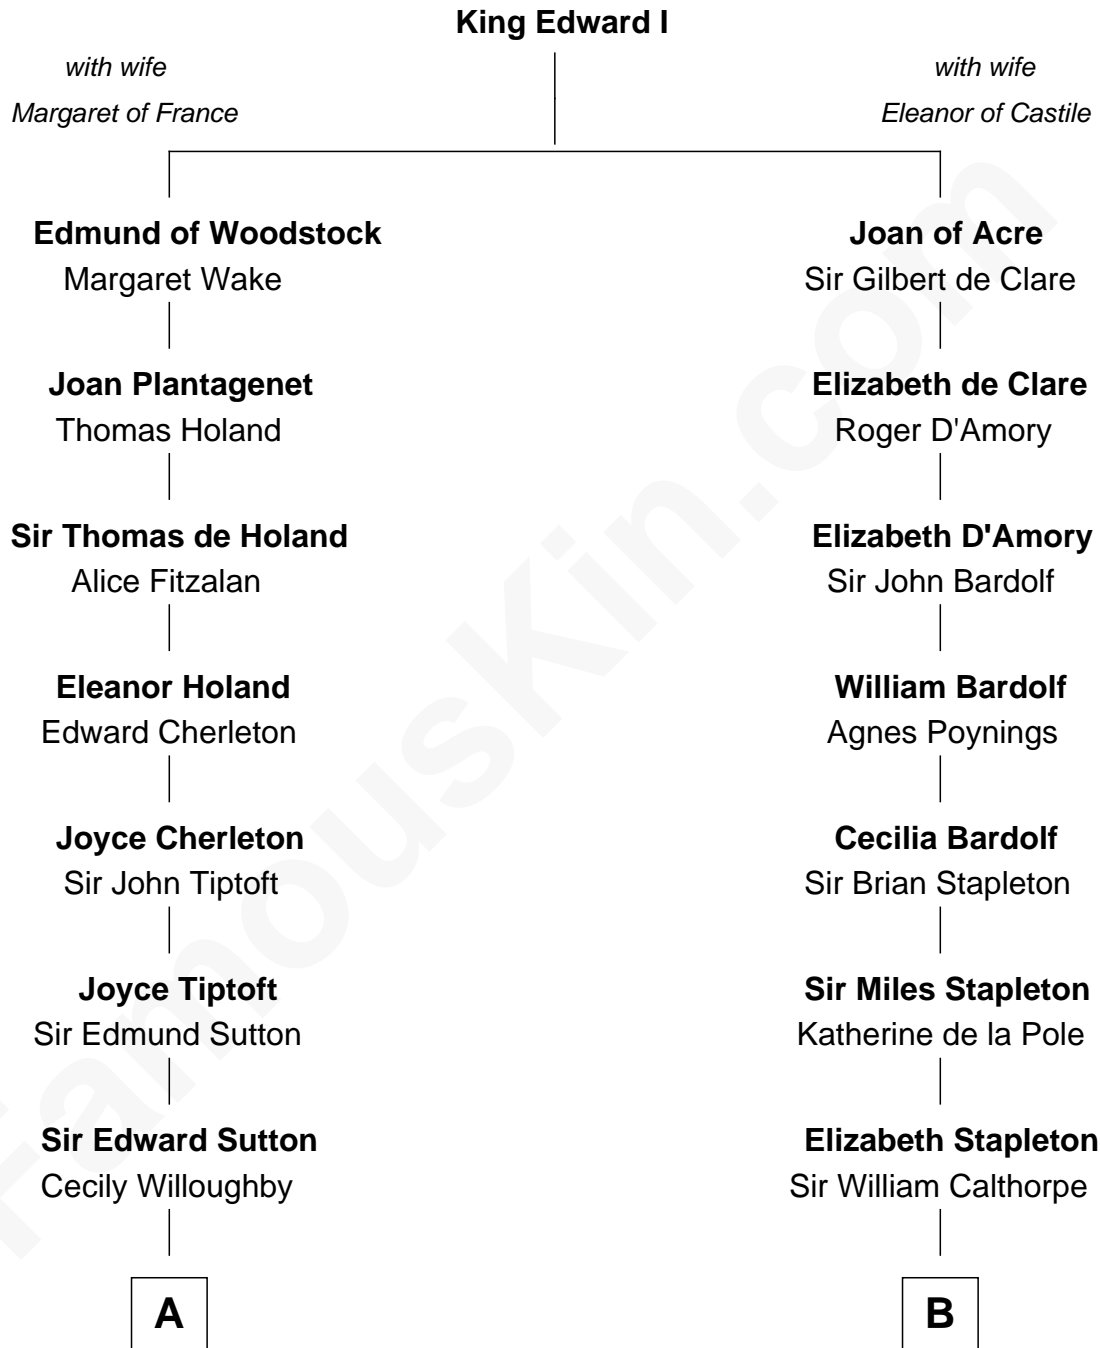 King Edward I
with wife
Margaret of France
with wife
Eleanor of Castile
Edmund of Woodstock
Margaret Wake
Joan of Acre
Sir Gilbert de Clare
Joan Plantagenet
Thomas Holand
Elizabeth de Clare
Roger D'Amory
Sir Thomas de Holand
Alice Fitzalan
Elizabeth D'Amory
Sir John Bardolf
Eleanor Holand
Edward Cherleton
William Bardolf
Agnes Poynings
Joyce Cherleton
Sir John Tiptoft
Cecilia Bardolf
Sir Brian Stapleton
Joyce Tiptoft
Sir Edmund Sutton
Sir Miles Stapleton
Katherine de la Pole
Sir Edward Sutton
Cecily Willoughby
Elizabeth Stapleton
Sir William Calthorpe
A
B
FamousKin.com